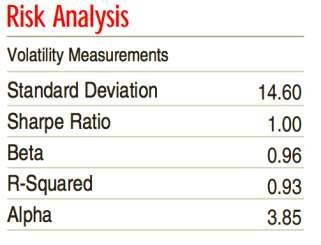 Risk Analysis
Volatility Measurements
Standard Deviation 14.60
Sharpe Ratio 1.00
Beta 0.96
R-Squared 0.93
Alpha 3.85